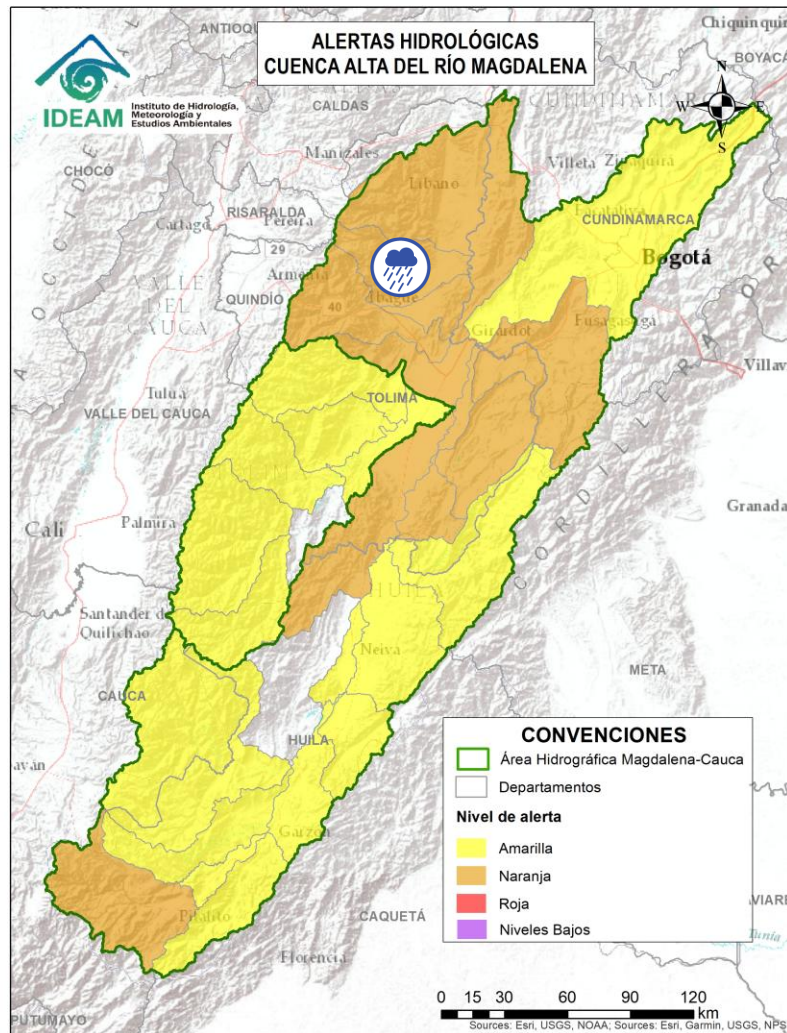 ALERTAS HIDROLÓGICAS
CUENCA ALTA DEL RÍO MAGDALENA
IDEAM
Instituto de Hidrología,
Meteorología y
Estudios Ambientales
ANTIOQU
Chiquinqui
BOYACÁ
N
W
E
S
CALDAS
Manizales
Líbano
Villeta
CHOCÓ
RISARALDA
Pereira
Cartago
CUNDINAMARCA
29
Armenia
Ibagué
Bogotá
QUINDÍO
40
VALLE
DEL
CAUCA
Girardot
Fusagasugá
Villav
Tuluá
TOLIMA
VALLE DEL CAUCA
CORDILLERA
Cali
Palmira
Granada
Santander de
Quilichao
Neiva
META
CAUCA
HUILA
Garzón
Pitalito
CAQUETÁ
Florencia
PUTUMAYO
CONVENCIONES
Área Hidrográfica Magdalena-Cauca
Departamentos
Nivel de alerta
Amarilla
Naranja
Roja
Niveles Bajos
VIARE
0 15 30 60 90 120
km
Sources: Esri, USGS, NOAA; Sources: Esri, Garmin, USGS, NPS